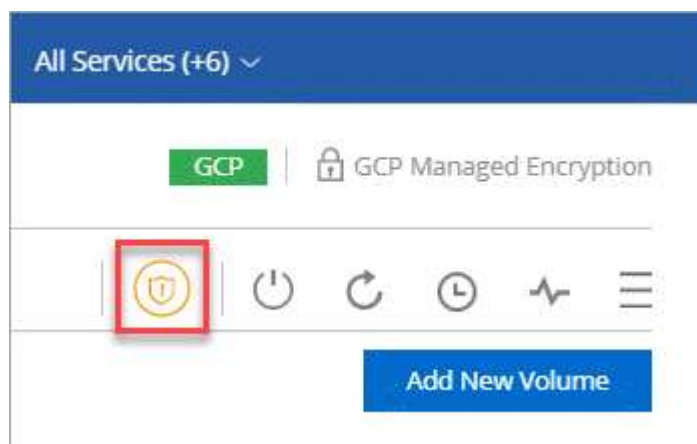 All Services (+6)
GCP
GCP Managed Encryption
Add New Volume